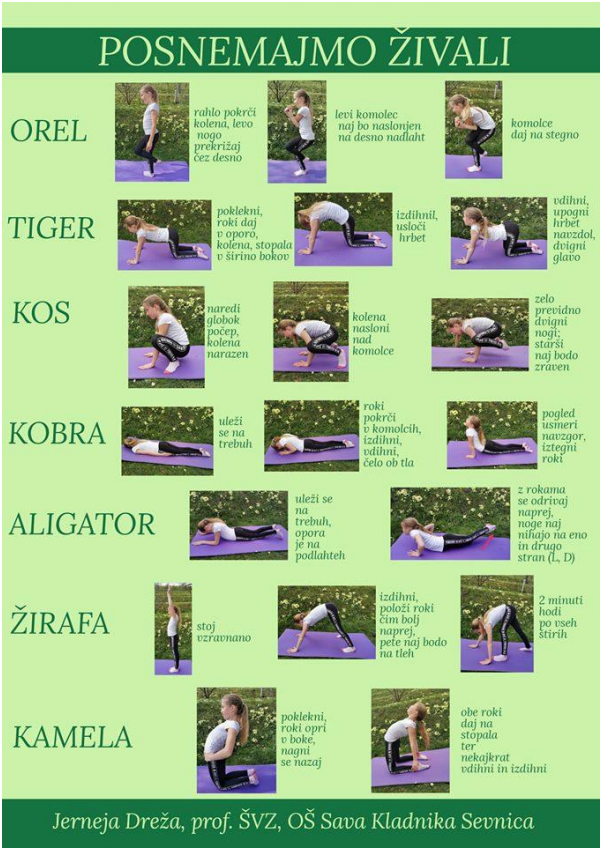 POSNEMAJMO ŽIVALI
OREL
rahlo pokrči
kolena, levo
nogo
prekrižaj
čez desno
levi komolec
naj bo naslonjen
na desno nadlaht
komolce
daj na stegno
TIGER
poklekni,
roki daj
v oporo,
kolena, stopala
v širino bokov
izdihnil,
usloči
hrbet
vdihni,
upogni
hrbet
navzdol,
dvigni
glavo
KOS
naredi
globok
počep,
kolena
narazen
kolena
nasloni
nad
komolce
zelo
previdno
dvigni
nogi;
starši
naj bodo
zraven
KOBRA
uleži
se na
trebuh
roki
pokrči
v komolcih,
izdihni,
vdihni,
čelo ob tla
pogled
usmeri
navzgor,
iztegni
roki
ALIGATOR
uleži se
na
trebuh,
opora
je na
podlahteh
z rokama
se odrivaj
naprej,
noge naj
nihajo na eno
in drugo
stran (L, D)
ŽIRAFA
stoj
vzravnano
izdihni,
položi roki
čim bolj
naprej,
pete naj bodo
na tleh
2 minuti
hodi
po vseh
štirih
KAMELA
poklekni,
roki opri
v boke,
nagni
se nazaj
obe roki
daj na
stopala
ter
nekajkrat
vdihni in izdihni
Jerneja Dreža, prof. ŠVZ, OŠ Sava Kladnika Sevnica